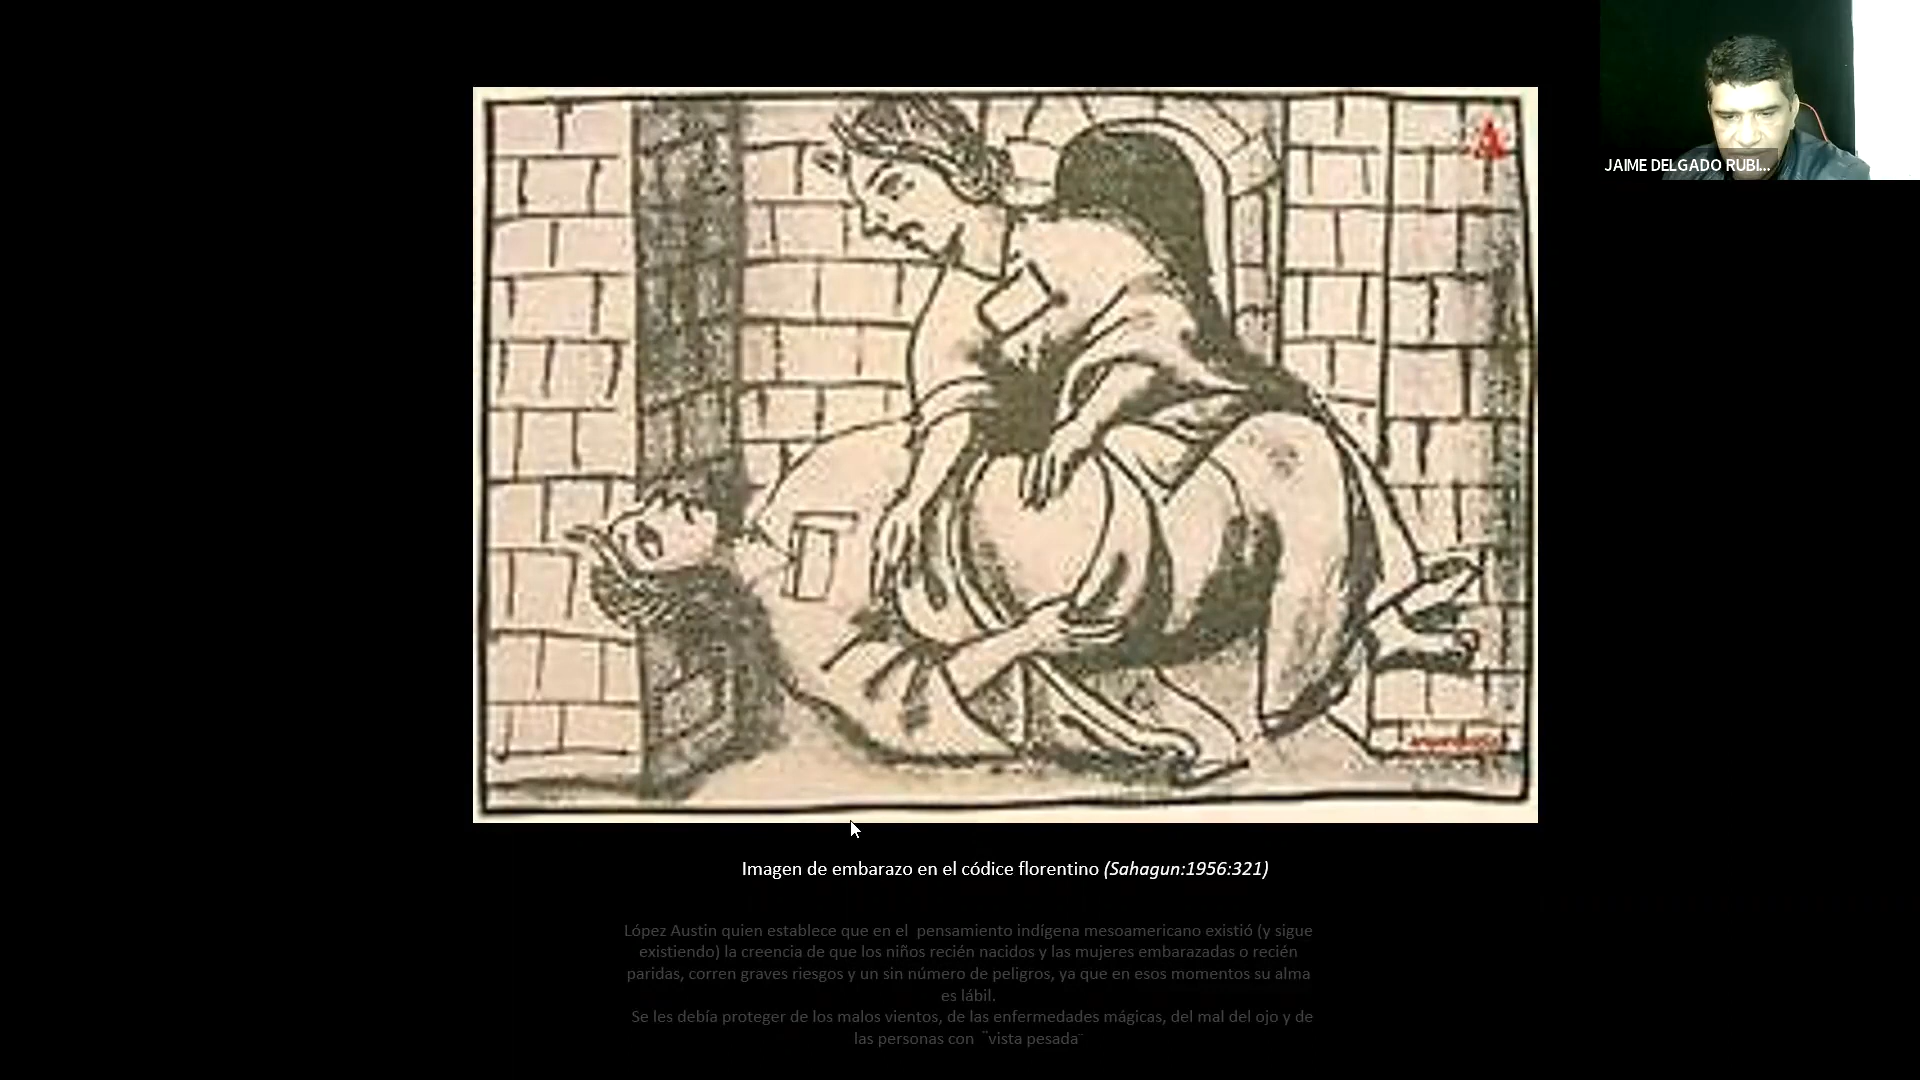 JAIME DELGADO RUBI...
Imagen de embarazo en el códice florentino (Sahagun:1956:321)
López Austin quien establece que en el pensamiento indígena mesoamericano existió (y sigue
existiendo) la creencia de que los niños recién nacidos y las mujeres embarazadas o recién
paridas, corren graves riesgos y un sin número de peligros, ya que en esos momentos su alma
es lábil.
Se les debía proteger de los malos vientos, de las enfermedades mágicas, del mal del ojo y de
las personas con ¨vista pesada¨